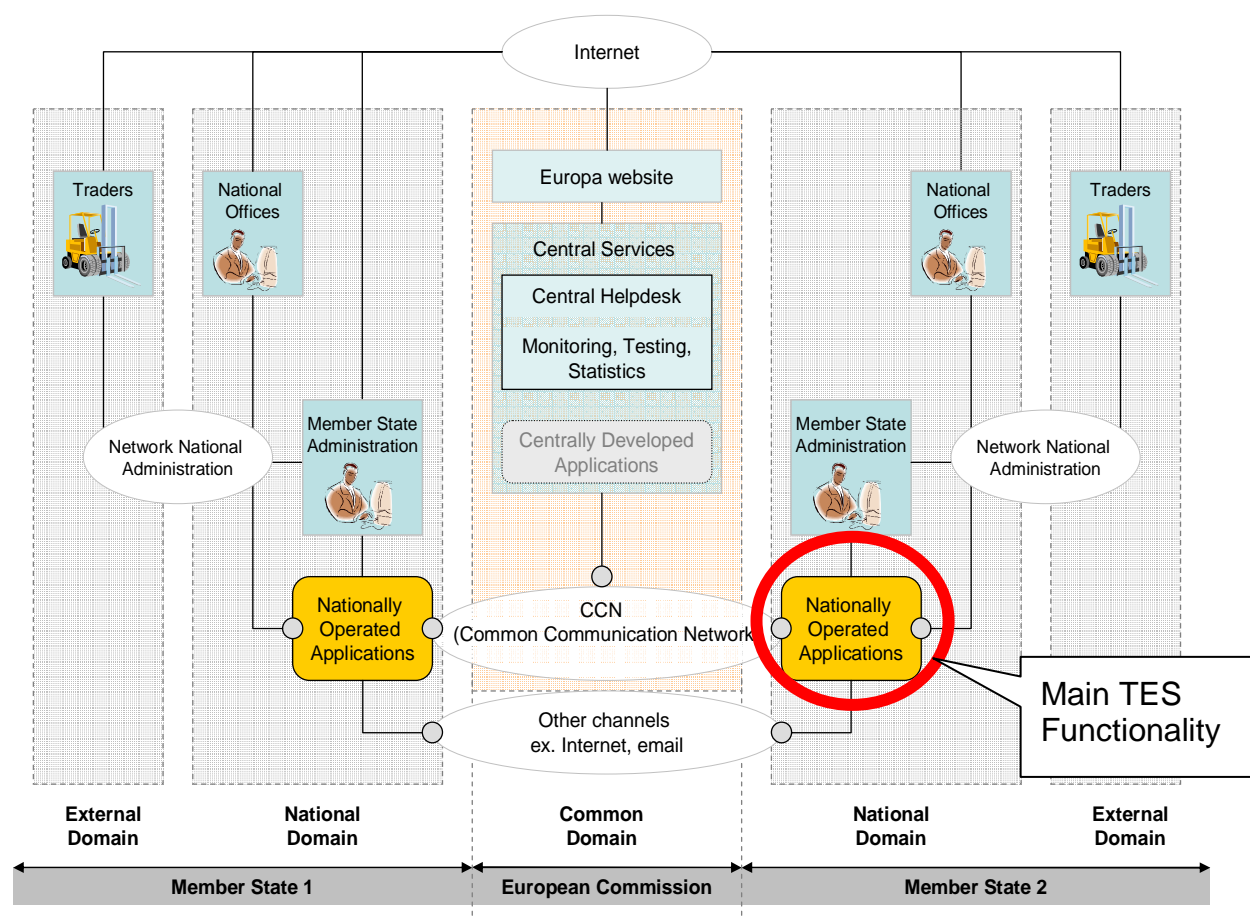 Internet
Europa website
Traders
National
Offices
National
Offices
Traders
Central Services
Central Helpdesk
Monitoring, Testing,
Statistics
Member State
Administration
Network National
Administration
Centrally Developed
Applications
Member State
Administration
Network National
Administration
Nationally
Operated
Applications
CCN
(Common Communication Network
Nationally
Operated
Applications
Main TES
Functionality
Other channels
ex. Internet, email
External
Domain
National
Domain
Common
Domain
National
Domain
External
Domain
Member State 1
European Commission
Member State 2